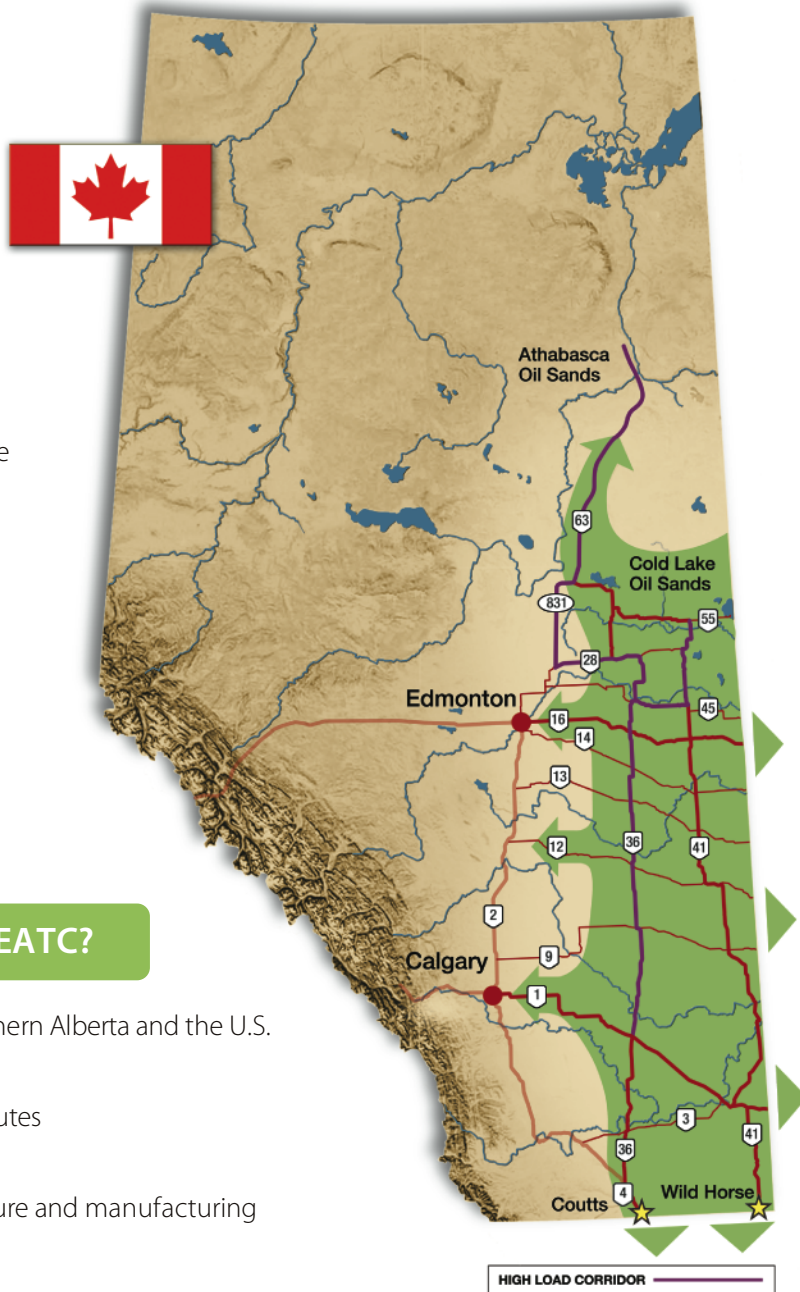 Athabasca
Oil Sands
e
63
Cold Lake
Oil Sands
831
55
28
Edmonton
45
16
14
13
12
36
41
2
EATC?
Calgary
9
1
hern Alberta and the U.S.
utes
3
41
36
ure and manufacturing
4
Wild Horse
Coutts
HIGH LOAD CORRIDOR